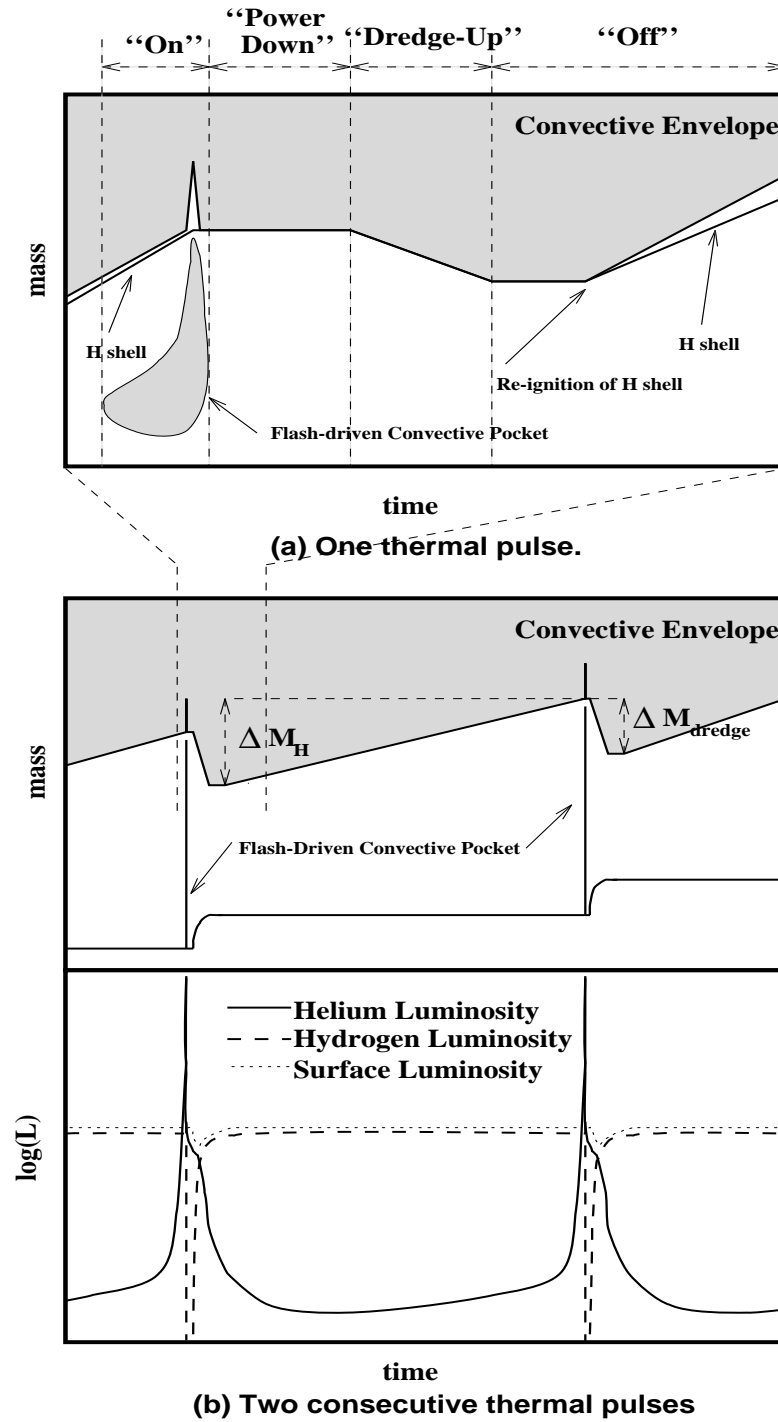 ‘‘Power
‘‘On’’ Down’’ ‘‘Dredge-Up’’ ‘‘Off’’
Convective Envelope
mass
H shell
H shell
Re-ignition of H shell
Flash-driven Convective Pocket
time
(a) One thermal pulse.
Convective Envelope
Δ M_H
Δ M_dredge
mass
Flash-Driven Convective Pocket
Helium Luminosity
Hydrogen Luminosity
Surface Luminosity
log(L)
time
(b) Two consecutive thermal pulses